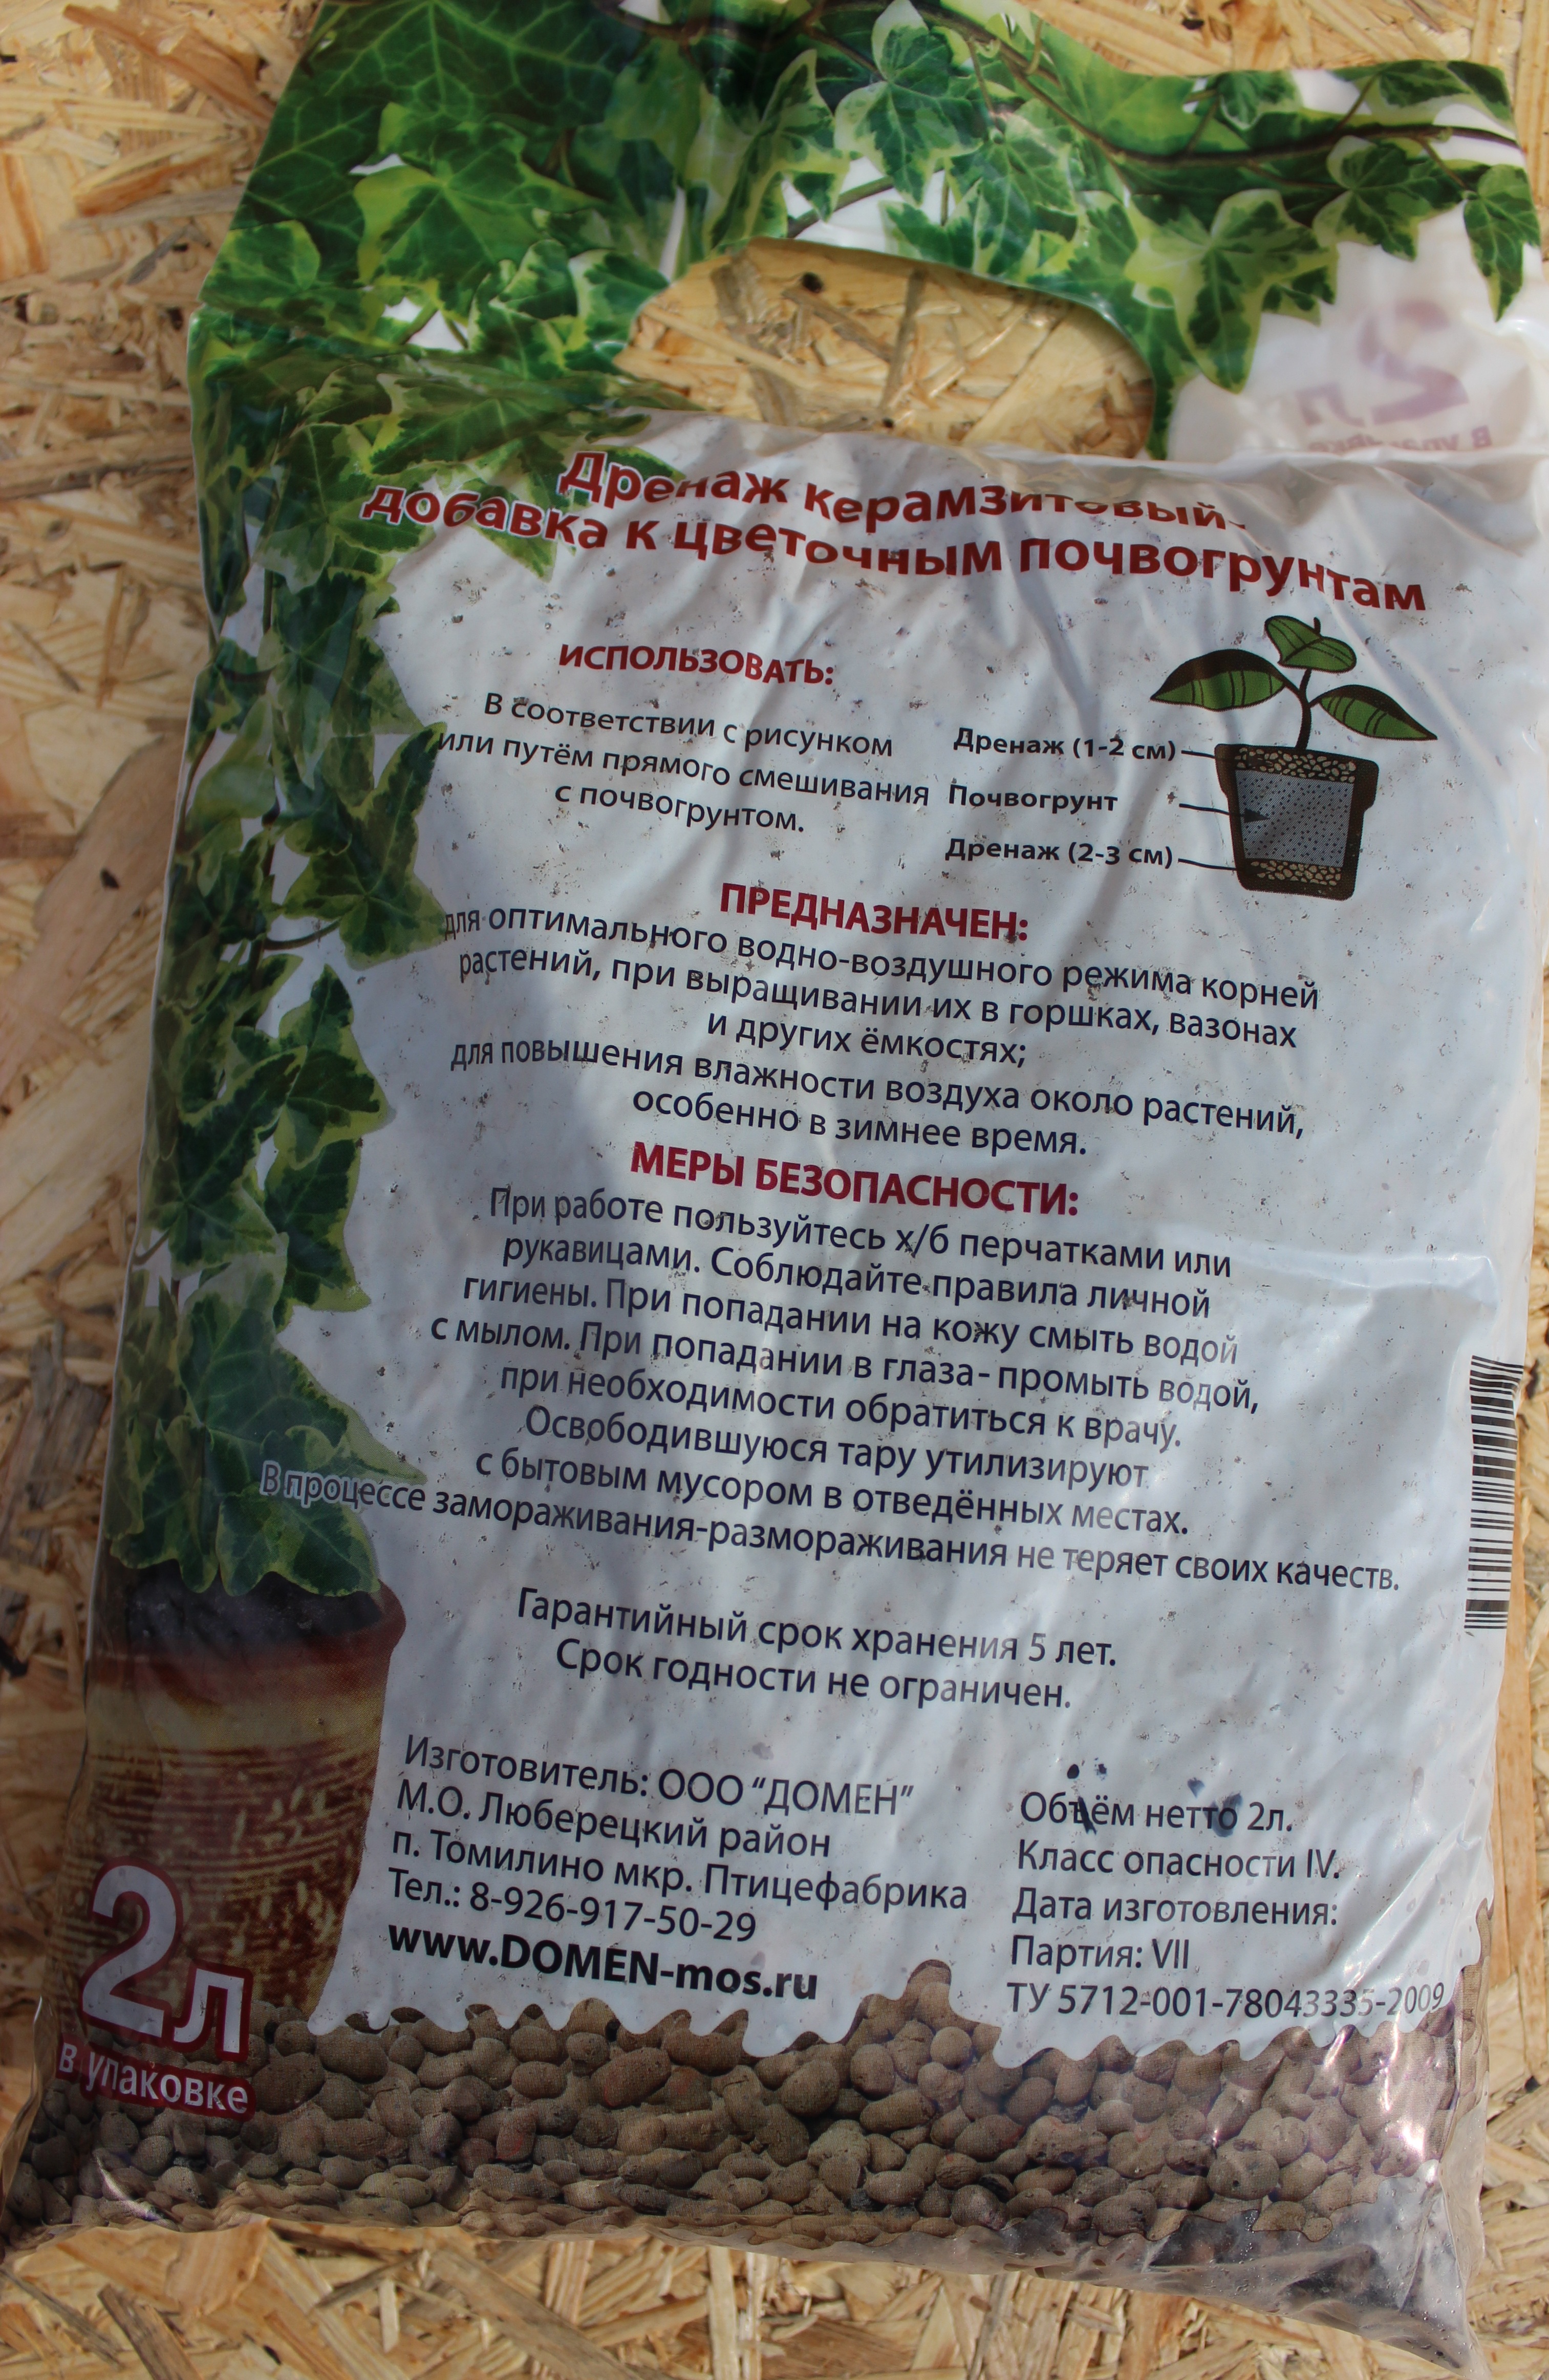 Дренаж керамзитовый-
добавка к цветочным почвогрунтам
ИСПОЛЬЗОВАТЬ:
В соответствии с рисунком
или путём прямого смешивания
с почвогрунтом.
Дренаж (1-2 см)
Почвогрунт
Дренаж (2-3 см)
ПРЕДНАЗНАЧЕН:
для оптимального водно-воздушного режима корней
растений, при выращивании их в горшках, вазонах
и других ёмкостях;
для повышения влажности воздуха около растений,
особенно в зимнее время.
МЕРЫ БЕЗОПАСНОСТИ:
При работе пользуйтесь х/б перчатками или
рукавицами. Соблюдайте правила личной
гигиены. При попадании на кожу смыть водой
с мылом. При попадании в глаза- промыть водой,
при необходимости обратиться к врачу.
Освободившуюся тару утилизируют
с бытовым мусором в отведённых местах.
В процессе замораживания-размораживания не теряет своих качеств.
Гарантийный срок хранения 5 лет.
Срок годности не ограничен.
Изготовитель: ООО "ДОМЕН"
М.О. Люберецкий район
п. Томилино мкр. Птицефабрика
Тел.: 8-926-917-50-29
www.DOMEN-mos.ru
Объём нетто 2л.
Класс опасности IV.
Дата изготовления:
Партия: VII
ТУ 5712-001-78043335-2009
2л
в упаковке
2л